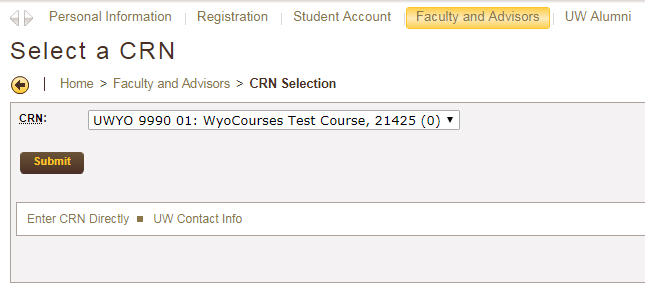 Personal Information Registration Student Account Faculty and Advisors UW Alumni
Select a CRN
Home > Faculty and Advisors > CRN Selection
CRN: UWYO 9990 01: WyoCourses Test Course, 21425 (0)
Submit
Enter CRN Directly UW Contact Info